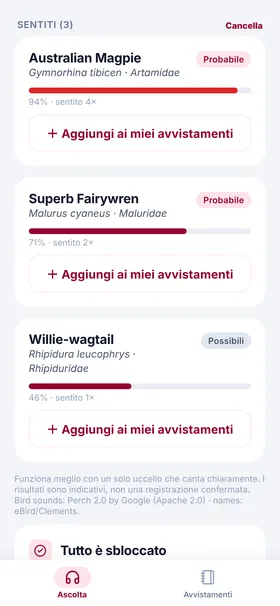 SENTITI (3)
Cancella
Australian Magpie
Probabile
Gymnorhina tibicen · Artamidae
94% · sentito 4×
+ Aggiungi ai miei avvistamenti
Superb Fairywren
Probabile
Malurus cyaneus · Maluridae
71% · sentito 2×
+ Aggiungi ai miei avvistamenti
Willie-wagtail
Possibili
Rhipidura leucophrys ·
Rhipiduridae
46% · sentito 1×
+ Aggiungi ai miei avvistamenti
Funziona meglio con un solo uccello che canta chiaramente. I
risultati sono indicativi, non una registrazione confermata.
Bird sounds: Perch 2.0 by Google (Apache 2.0) · names:
eBird/Clements.
Tutto è sbloccato
Ascolta
Avvistamenti